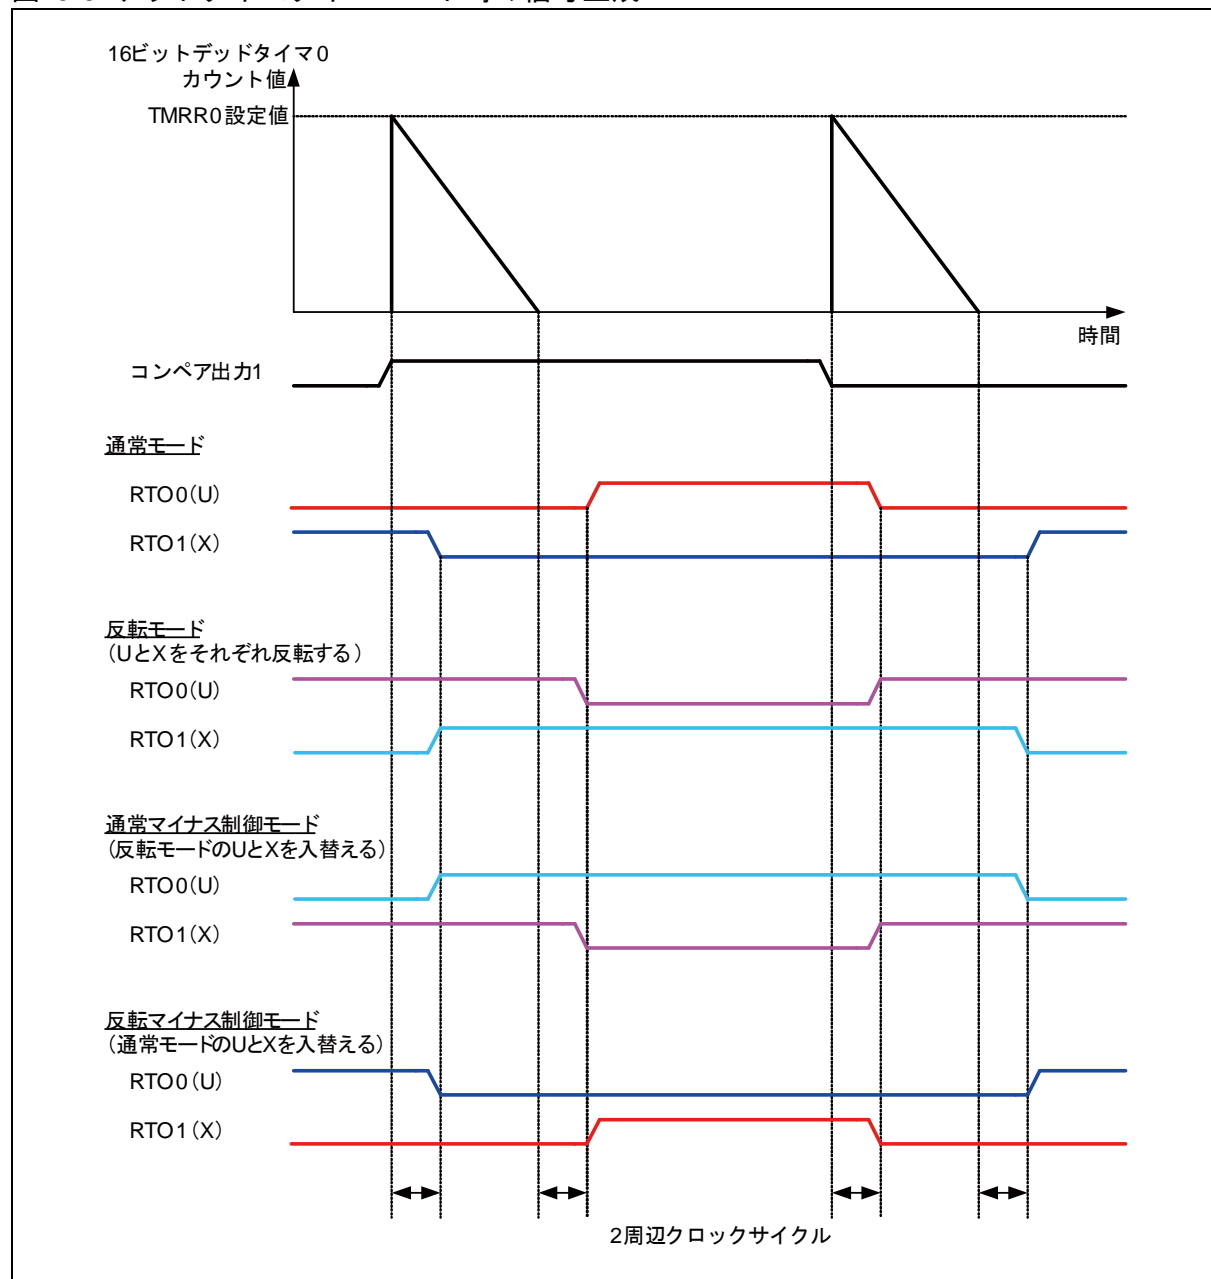 16ビットデッドタイマ0
カウント値
TMRR0設定値
時間
コンペア出力1
通常モード
RTO0(U)
RTO1(X)
反転モード
(UとXをそれぞれ反転する)
RTO0(U)
RTO1(X)
通常マイナス制御モード
(反転モードのUとXを入替える)
RTO0(U)
RTO1(X)
反転マイナス制御モード
(通常モードのUとXを入替える)
RTO0(U)
RTO1(X)
2周辺クロックサイクル